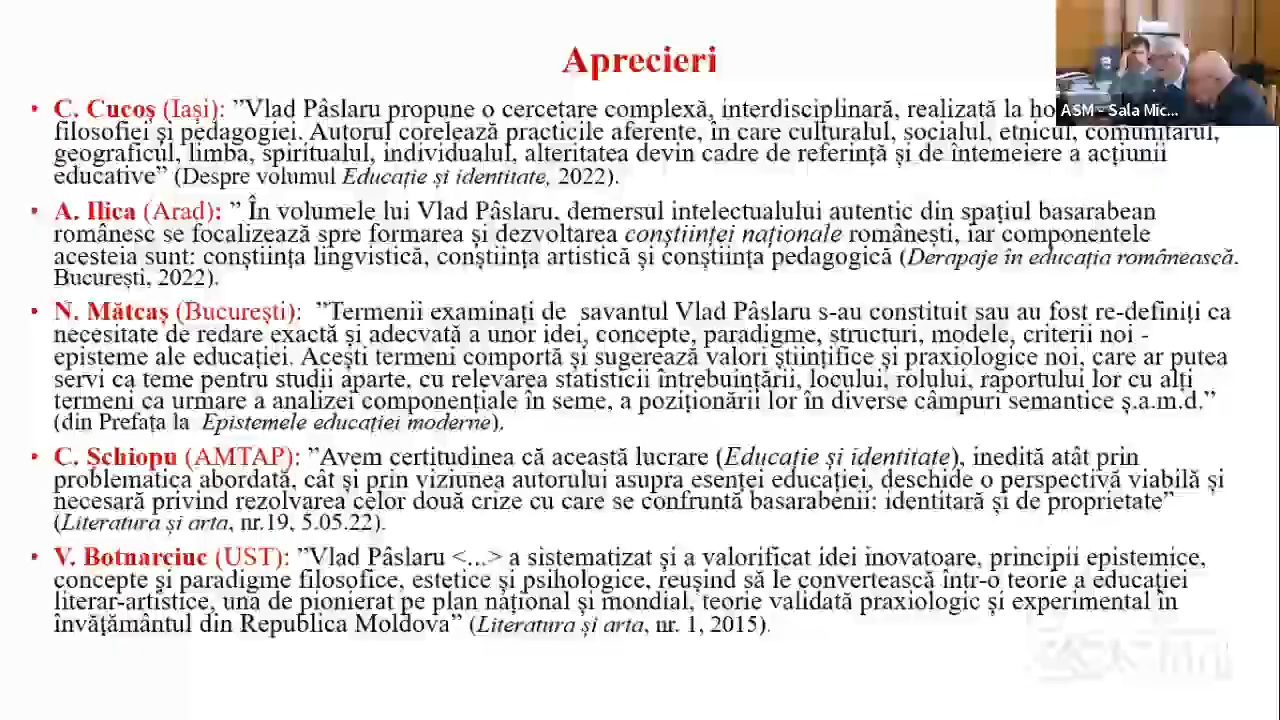 Aprecieri
• C. Cucoș (Iași): ”Vlad Pâslaru propune o cercetare complexă, interdisciplinară, realizată la
ASM - Sala Mic...
filosofiei și pedagogiei. Autorul corelează practicile aferente, în care culturalul, socialul, etnicul, comunitarul,
geograficul, limba, spiritualul, individualul, alteritatea devin cadre de referință și de întemeiere a acțiunii
educative” (Despre volumul Educație și identitate, 2022).
• A. Ilica (Arad): ” În volumele lui Vlad Pâslaru, demersul intelectualului autentic din spațiul basarabean
românesc se focalizează spre formarea și dezvoltarea conștiinței naționale românești, iar componentele
acesteia sunt: conștiința lingvistică, conștiința artistică și conștiința pedagogică (Derapaje în educația românească.
București, 2022).
• N. Mătcaș (București): ”Termenii examinați de savantul Vlad Pâslaru s-au constituit sau au fost re-definiți ca
necesitate de redare exactă și adecvată a unor idei, concepte, paradigme, structuri, modele, criterii noi -
episteme ale educației. Acești termeni comportă și sugerează valori științifice și praxiologice noi, care ar putea
servi ca teme pentru studii aparte, cu relevarea statisticii întrebuințării, locului, rolului, raportului lor cu alți
termeni ca urmare a analizei componențiale în seme, a poziționării lor în diverse câmpuri semantice ș.a.m.d.”
(din Prefața la Epistemele educației moderne).
• C. Șchiopu (AMTAP): ”Avem certitudinea că această lucrare (Educație și identitate), inedită atât prin
problematica abordată, cât și prin viziunea autorului asupra esenței educației, deschide o perspectivă viabilă și
necesară privind rezolvarea celor două crize cu care se confruntă basarabenii: identitară și de proprietate”
(Literatura și arta, nr.19, 5.05.22).
• V. Botnarciuc (UST): ”Vlad Pâslaru <...> a sistematizat și a valorificat idei inovatoare, principii epistemice,
concepte și paradigme filosofice, estetice și psihologice, reușind să le convertească într-o teorie a educației
literar-artistice, una de pionierat pe plan național și mondial, teorie validată praxiologic și experimental în
învățământul din Republica Moldova” (Literatura și arta, nr. 1, 2015).